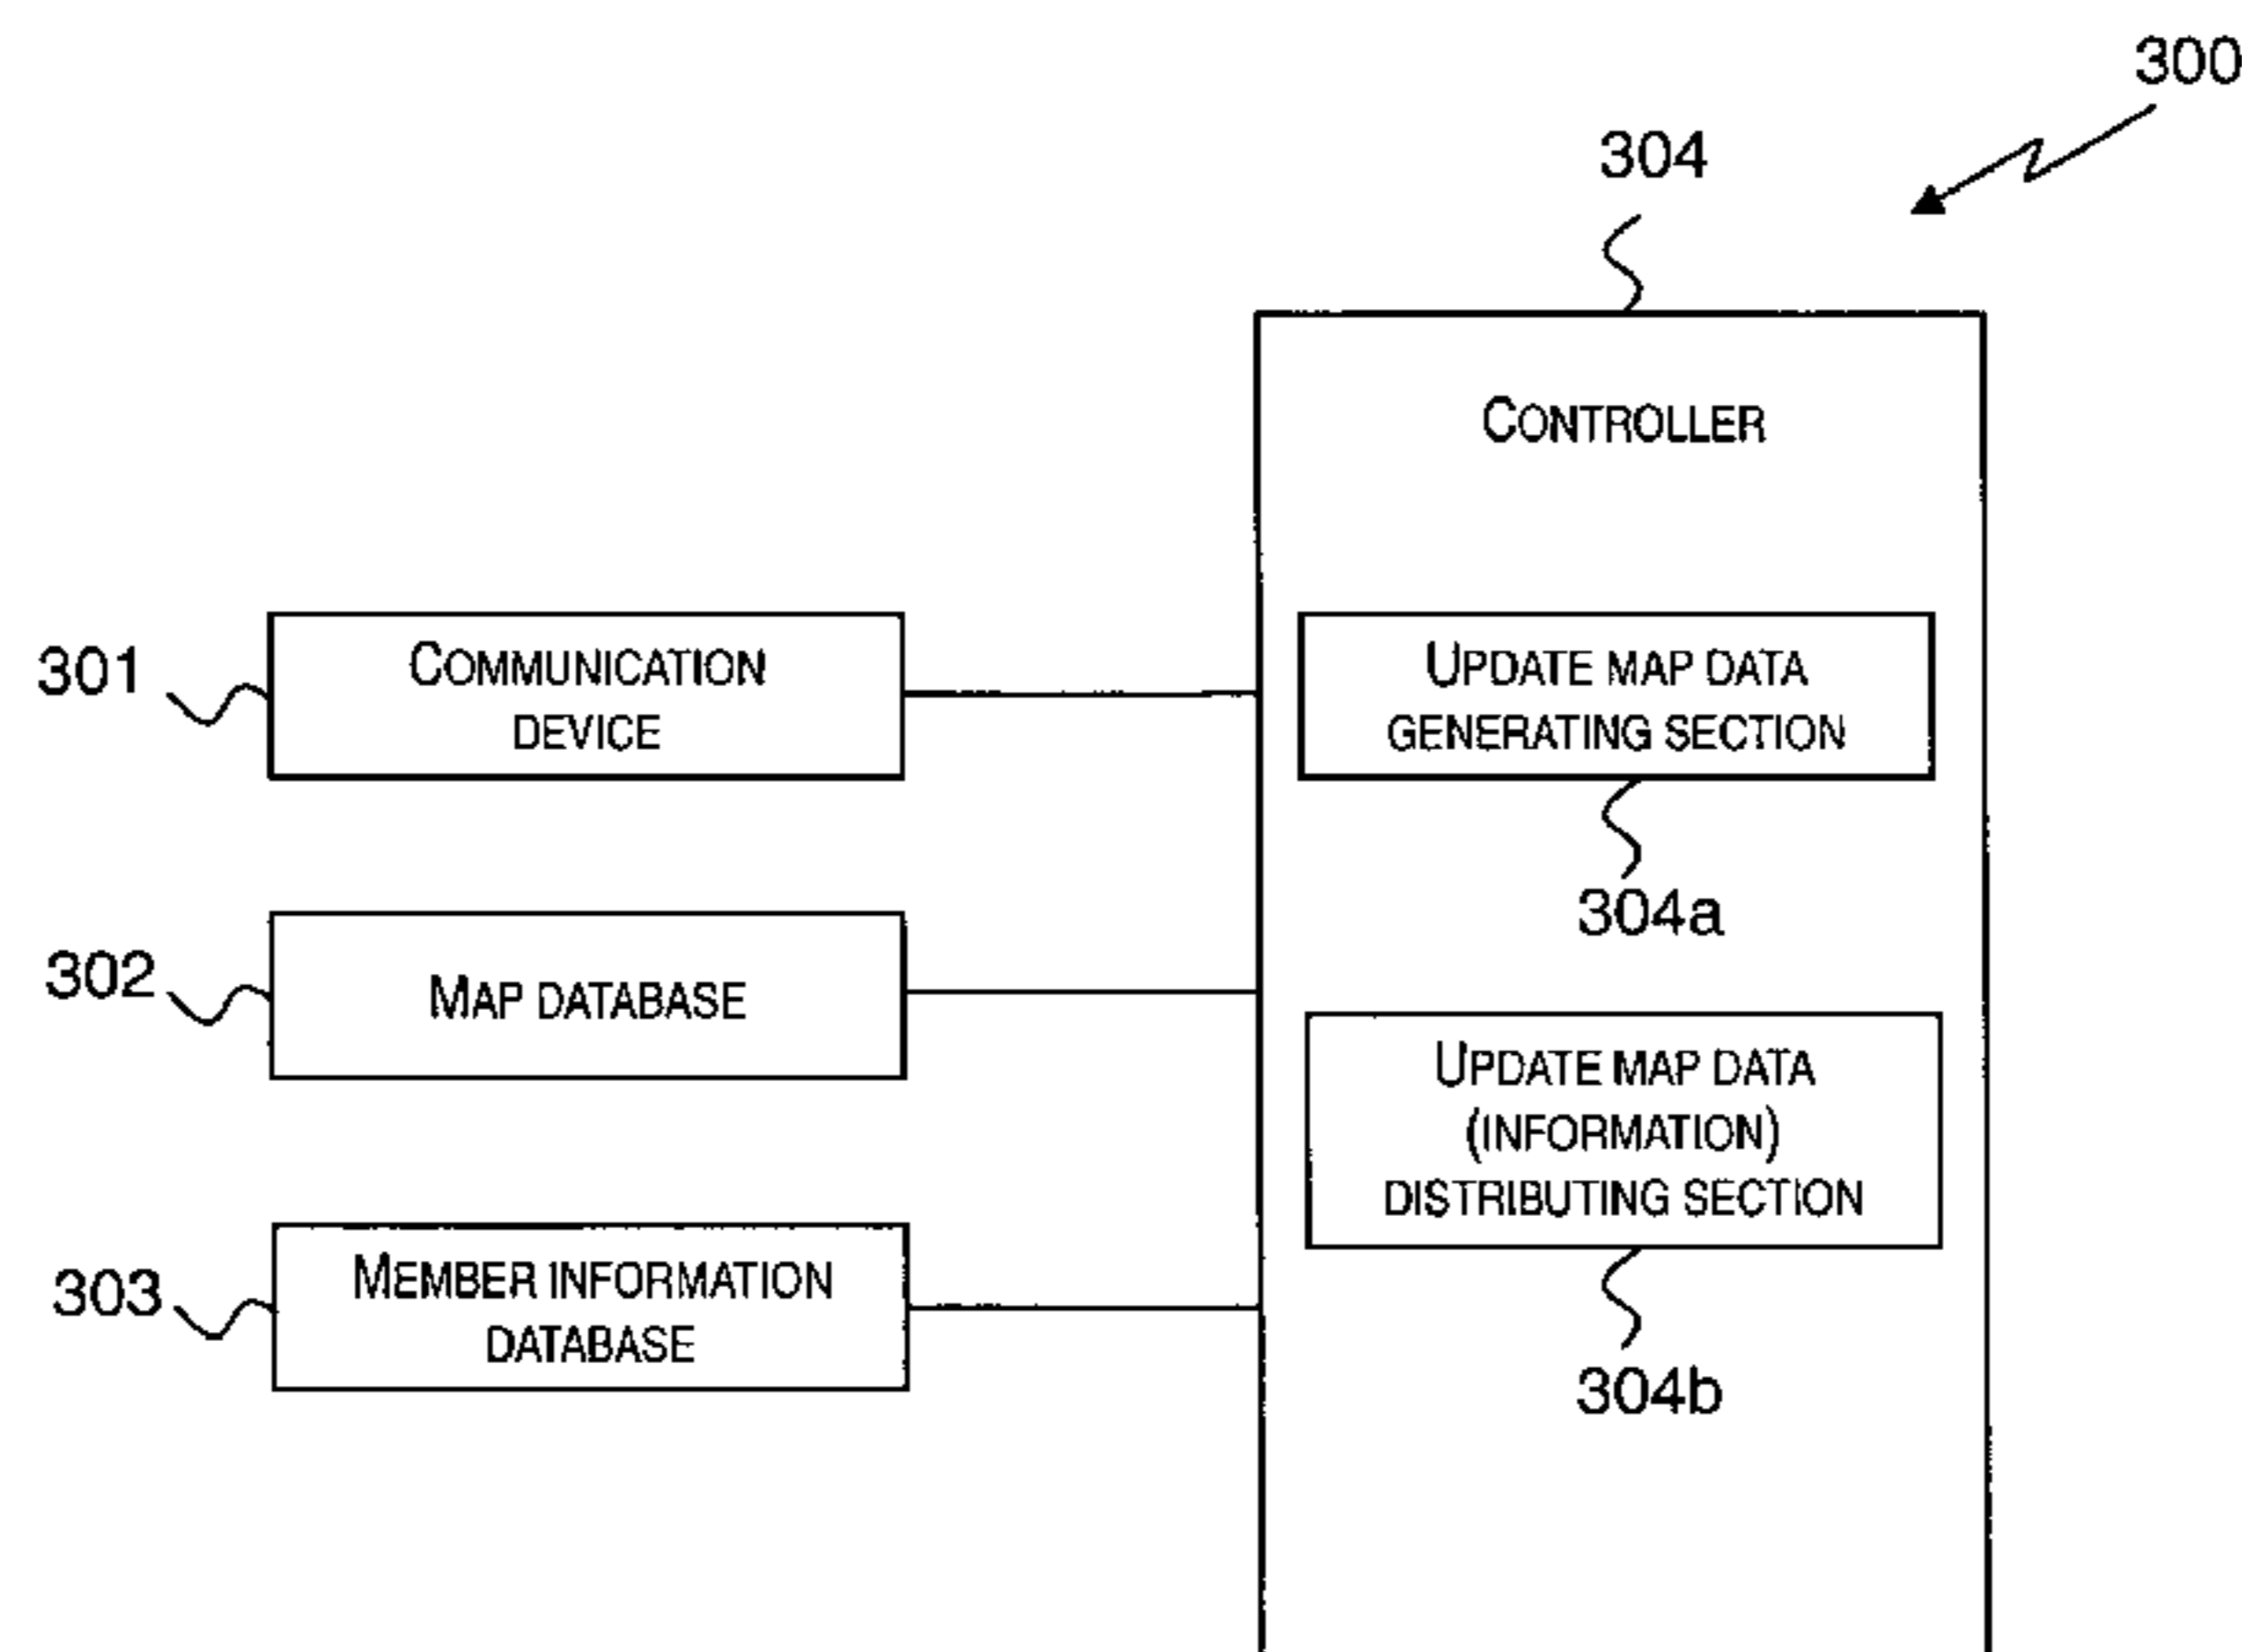 300
304
CONTROLLER
301
COMMUNICATION
DEVICE
UPDATE MAP DATA
GENERATING SECTION
304a
302
MAP DATABASE
UPDATE MAP DATA
(INFORMATION)
DISTRIBUTING SECTION
304b
303
MEMBER INFORMATION
DATABASE